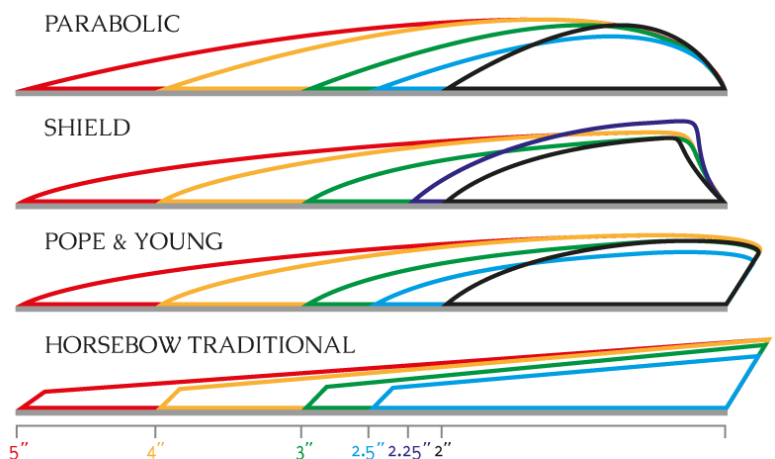 PARABOLIC
SHIELD
POPE & YOUNG
HORSEBOW TRADITIONAL
5″ 4″ 3″ 2.5″ 2.25″ 2″